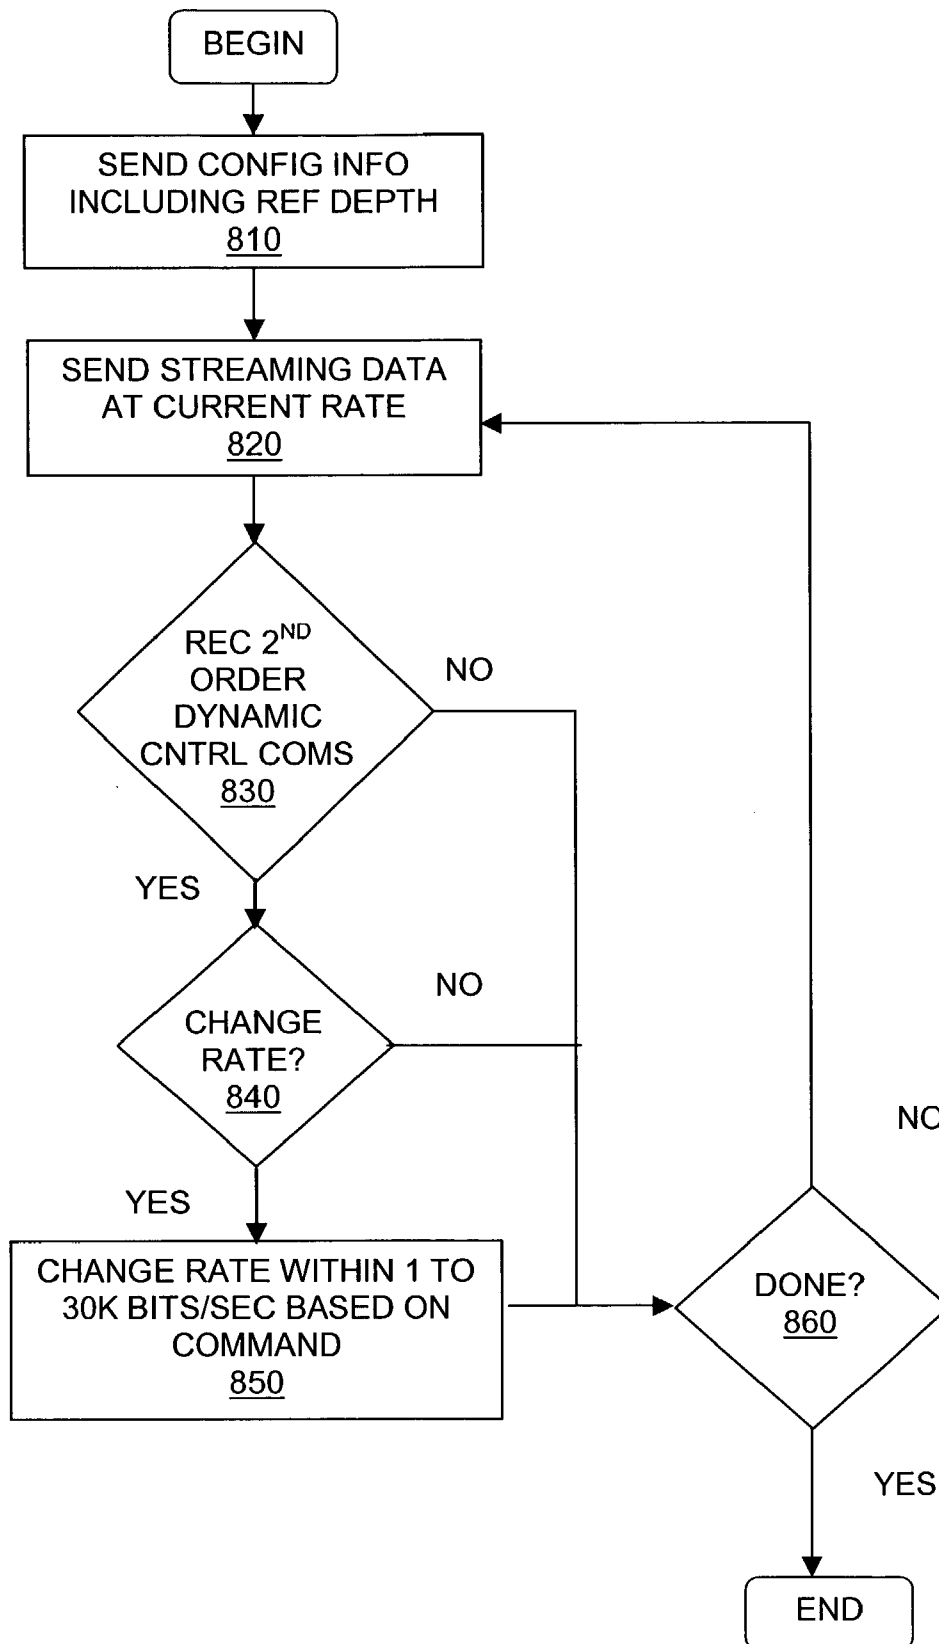 BEGIN
SEND CONFIG INFO
INCLUDING REF DEPTH
810
SEND STREAMING DATA
AT CURRENT RATE
820
REC 2ND
ORDER
DYNAMIC
CNTRL COMS
830
NO
YES
CHANGE
RATE?
840
NO
YES
CHANGE RATE WITHIN 1 TO
30K BITS/SEC BASED ON
COMMAND
850
NO
DONE?
860
YES
END